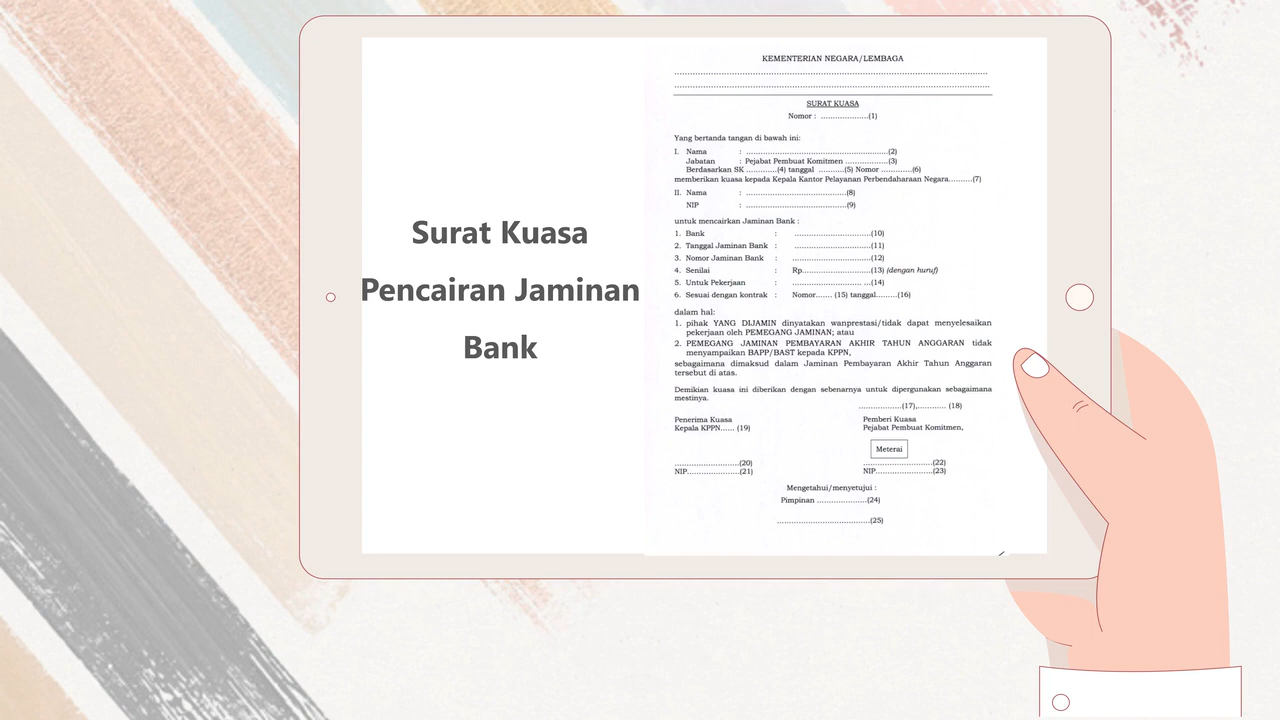 Surat Kuasa
Pencairan Jaminan
Bank
KEMENTERIAN NEGARA/LEMBAGA
................................................................................
................................................................................
SURAT KUASA
Nomor : ....................(1)
Yang bertanda tangan di bawah ini:
I. Nama : ............................................................(2)
Jabatan : Pejabat Pembuat Komitmen ..................(3)
Berdasarkan SK ............(4) tanggal ...........(5) Nomor .............(6)
memberikan kuasa kepada Kepala Kantor Pelayanan Perbendaharaan Negara..........(7)
II. Nama : ..........................................(8)
NIP : ..........................................(9)
untuk mencairkan Jaminan Bank :
1. Bank : ................................(10)
2. Tanggal Jaminan Bank : ................................(11)
3. Nomor Jaminan Bank : .................................(12)
4. Senilai : Rp.............................(13) (dengan huruf)
5. Untuk Pekerjaan : ............................ ...(14)
6. Sesuai dengan kontrak : Nomor....... (15) tanggal.........(16)
dalam hal:
1. pihak YANG DIJAMIN dinyatakan wanprestasi/tidak dapat menyelesaikan
pekerjaan oleh PEMEGANG JAMINAN; atau
2. PEMEGANG JAMINAN PEMBAYARAN AKHIR TAHUN ANGGARAN tidak
menyampaikan BAPP/BAST kepada KPPN,
sebagaimana dimaksud dalam Jaminan Pembayaran Akhir Tahun Anggaran
tersebut di atas.
Demikian kuasa ini diberikan dengan sebenarnya untuk dipergunakan sebagaimana
mestinya.
..................(17),............ (18)
Penerima Kuasa Pemberi Kuasa
Kepala KPPN...... (19) Pejabat Pembuat Komitmen,
Meterai
...........................(20) .............................(22)
NIP......................(21) NIP........................(23)
Mengetahui/menyetujui :
Pimpinan .....................(24)
.......................................(25)